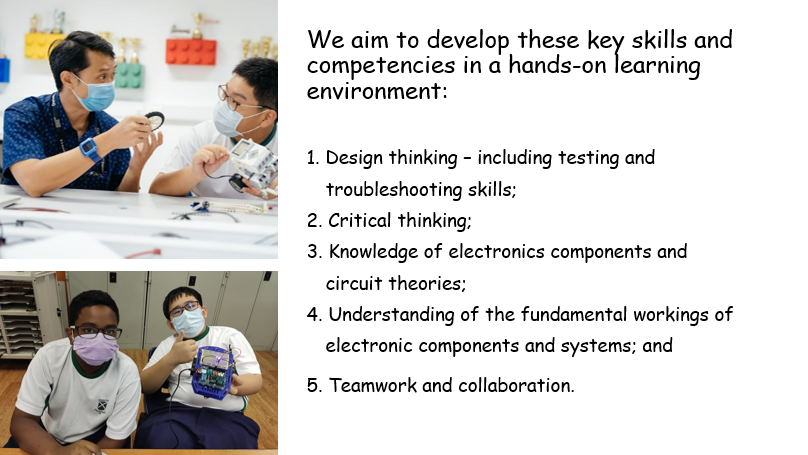 We aim to develop these key skills and
competencies in a hands-on learning
environment:
1. Design thinking – including testing and
troubleshooting skills;
2. Critical thinking;
3. Knowledge of electronics components and
circuit theories;
4. Understanding of the fundamental workings of
electronic components and systems; and
5. Teamwork and collaboration.